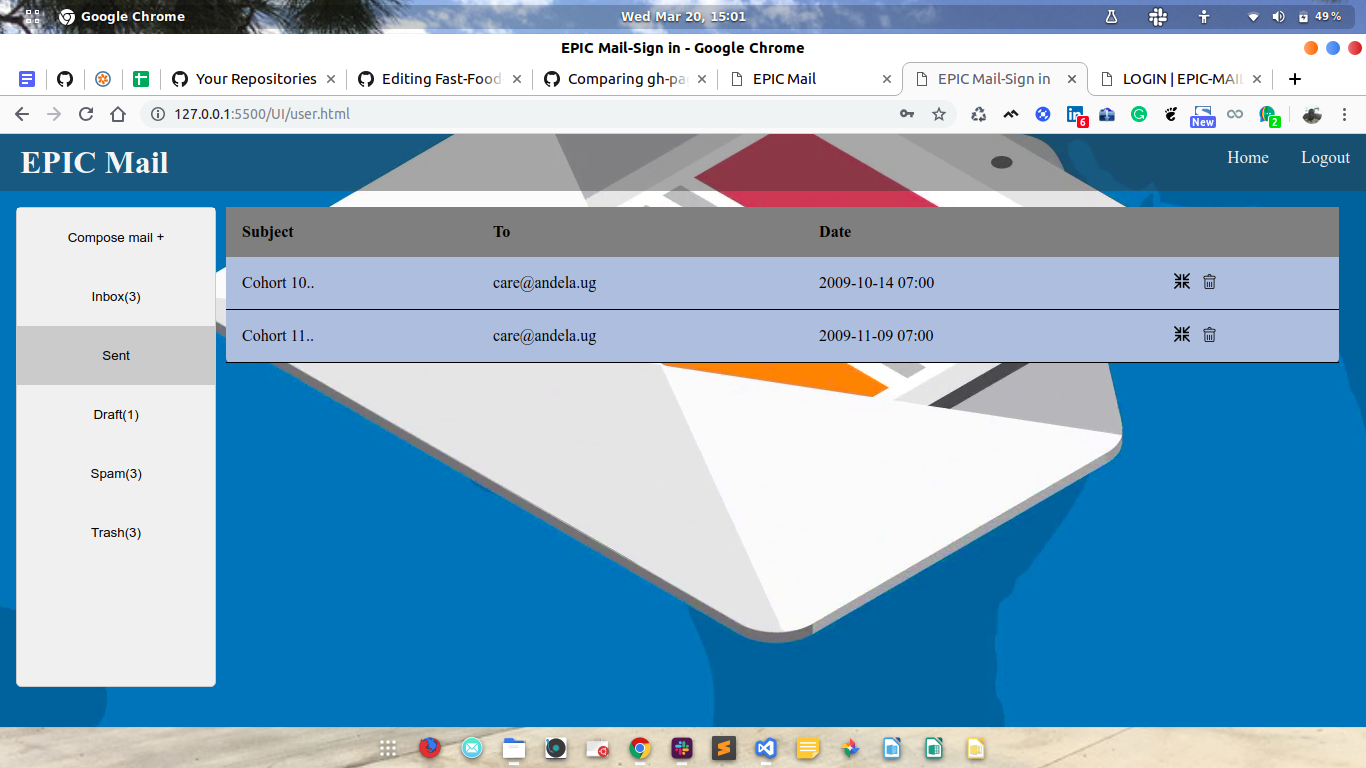 Google Chrome
Wed Mar 20, 15:01
49%
EPIC Mail-Sign in - Google Chrome
Your Repositories
Editing Fast-Food
Comparing gh-pa
EPIC Mail
EPIC Mail-Sign in
LOGIN | EPIC-MAIL
127.0.0.1:5500/UI/user.html
6
New
2
EPIC Mail
Home
Logout
Compose mail +
Inbox(3)
Sent
Draft(1)
Spam(3)
Trash(3)
Subject To Date
Cohort 10.. care@andela.ug 2009-10-14 07:00
Cohort 11.. care@andela.ug 2009-11-09 07:00